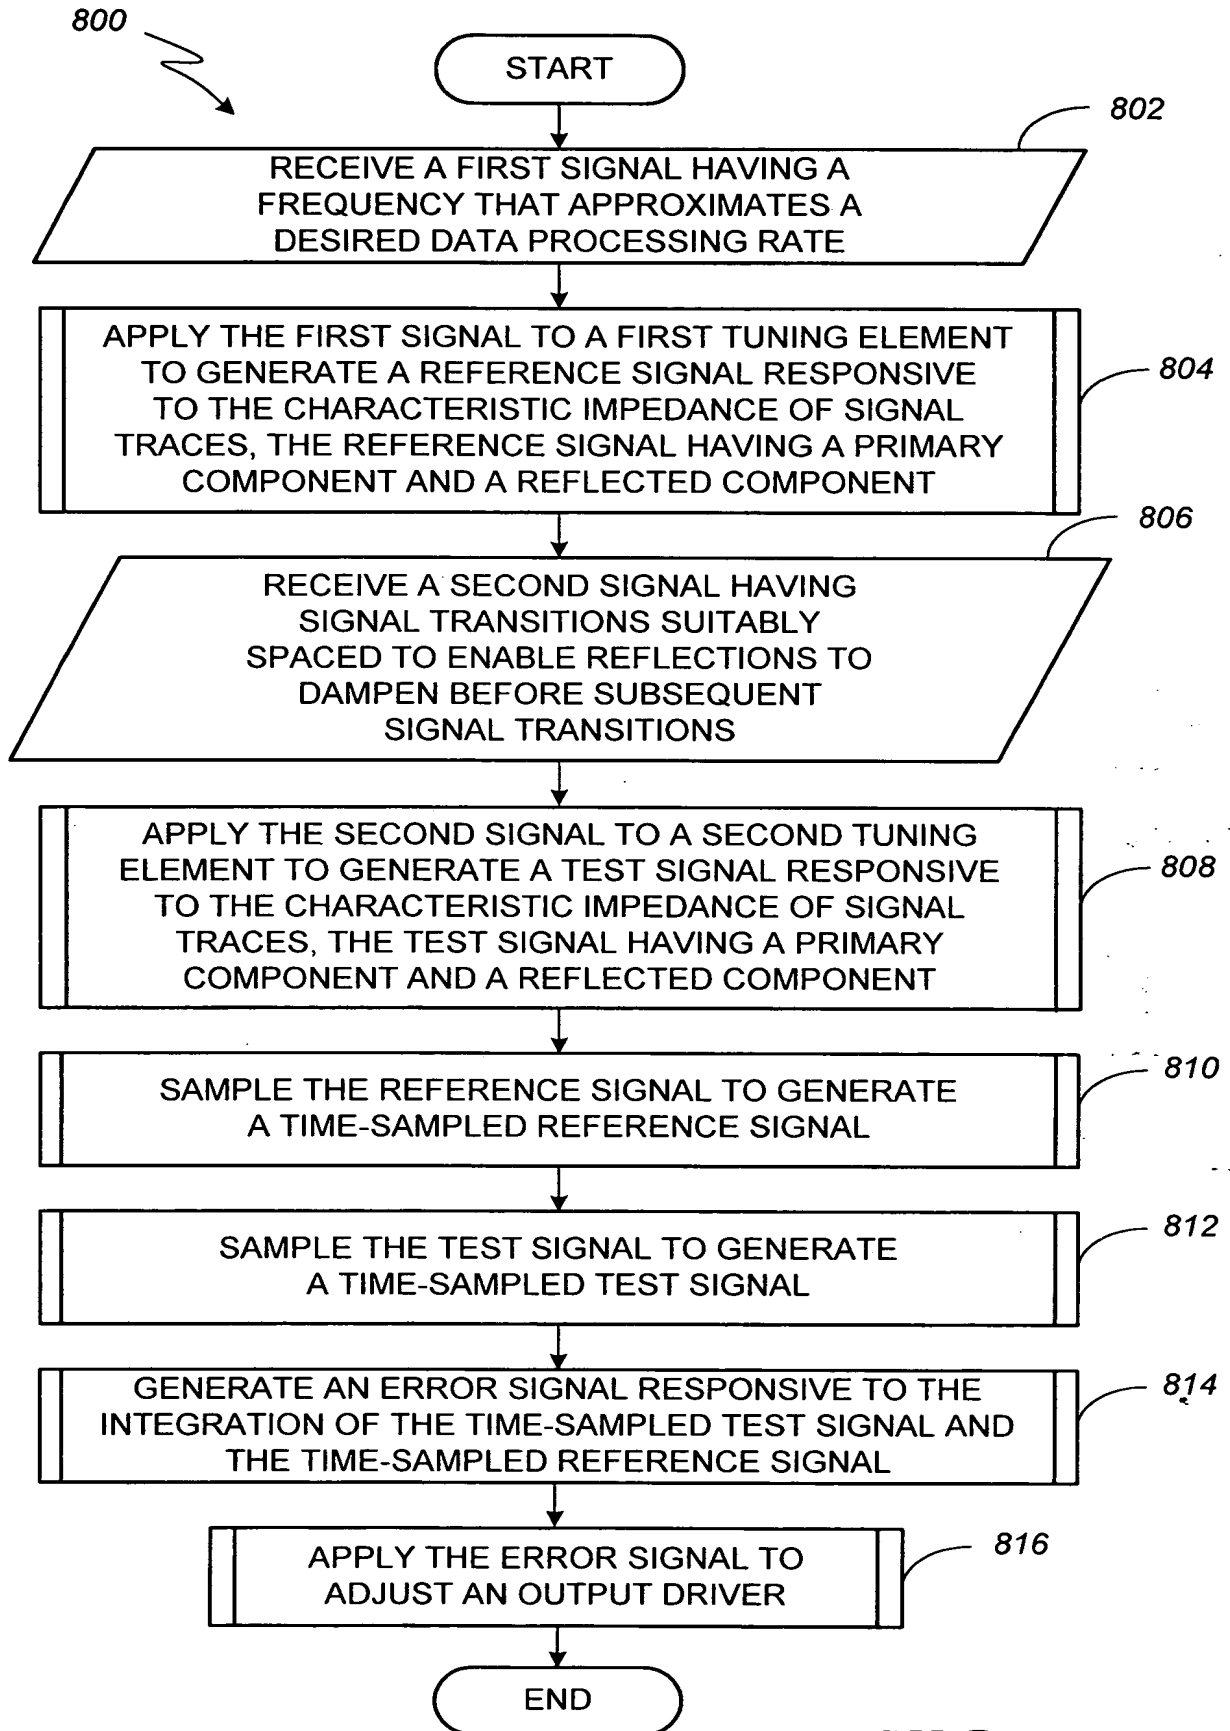 800
START
802
RECEIVE A FIRST SIGNAL HAVING A
FREQUENCY THAT APPROXIMATES A
DESIRED DATA PROCESSING RATE
APPLY THE FIRST SIGNAL TO A FIRST TUNING ELEMENT
TO GENERATE A REFERENCE SIGNAL RESPONSIVE
TO THE CHARACTERISTIC IMPEDANCE OF SIGNAL
TRACES, THE REFERENCE SIGNAL HAVING A PRIMARY
COMPONENT AND A REFLECTED COMPONENT
804
806
RECEIVE A SECOND SIGNAL HAVING
SIGNAL TRANSITIONS SUITABLY
SPACED TO ENABLE REFLECTIONS TO
DAMPEN BEFORE SUBSEQUENT
SIGNAL TRANSITIONS
APPLY THE SECOND SIGNAL TO A SECOND TUNING
ELEMENT TO GENERATE A TEST SIGNAL RESPONSIVE
TO THE CHARACTERISTIC IMPEDANCE OF SIGNAL
TRACES, THE TEST SIGNAL HAVING A PRIMARY
COMPONENT AND A REFLECTED COMPONENT
808
SAMPLE THE REFERENCE SIGNAL TO GENERATE
A TIME-SAMPLED REFERENCE SIGNAL
810
SAMPLE THE TEST SIGNAL TO GENERATE
A TIME-SAMPLED TEST SIGNAL
812
GENERATE AN ERROR SIGNAL RESPONSIVE TO THE
INTEGRATION OF THE TIME-SAMPLED TEST SIGNAL AND
THE TIME-SAMPLED REFERENCE SIGNAL
814
APPLY THE ERROR SIGNAL TO
ADJUST AN OUTPUT DRIVER
816
END